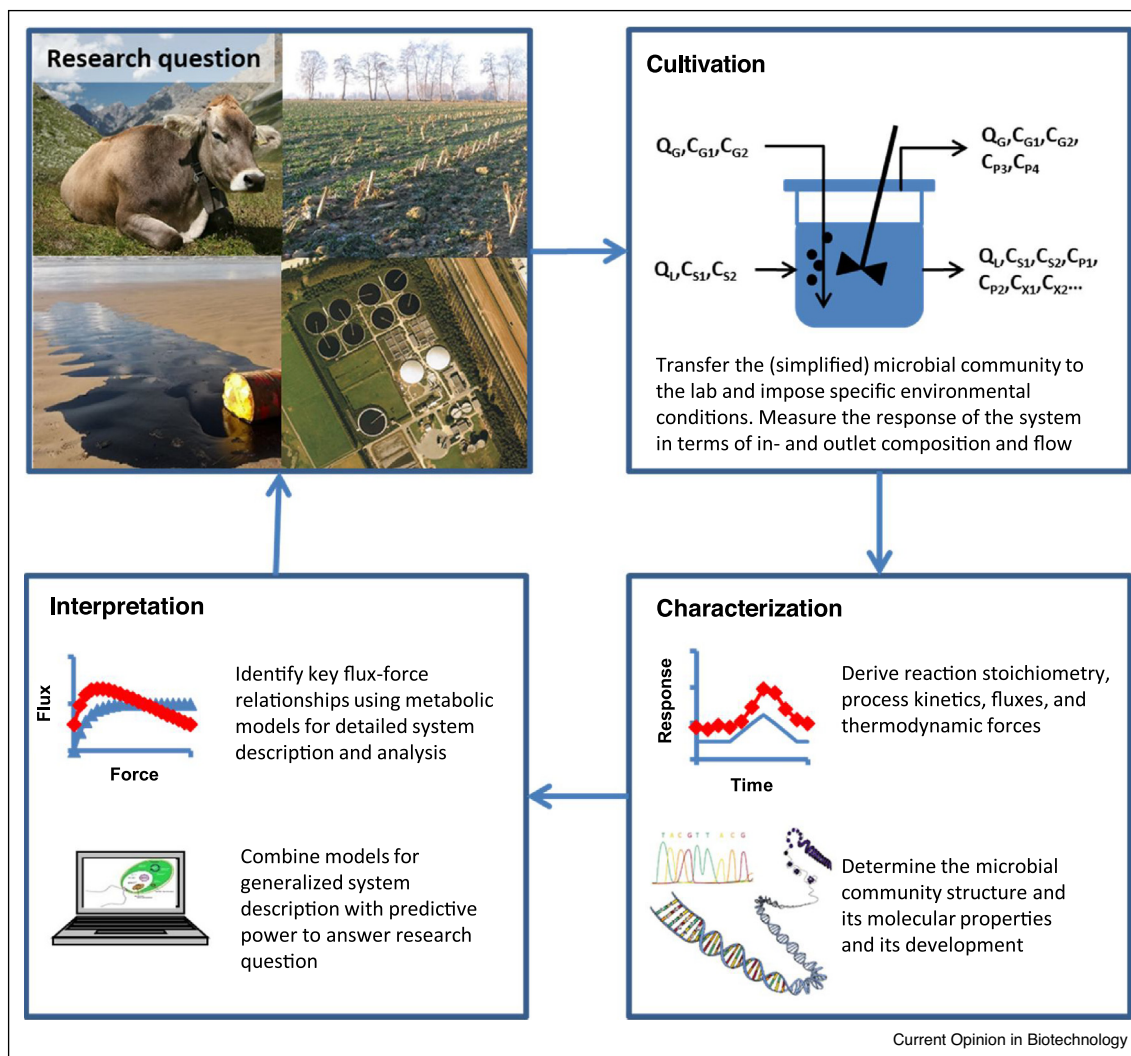 Research question
Cultivation
Q_G,C_G1,C_G2
Q_G,C_G1,C_G2,
C_P3,C_P4
Q_L,C_S1,C_S2
Q_L,C_S1,C_S2,C_P1,
C_P2,C_X1,C_X2...
Transfer the (simplified) microbial community to
the lab and impose specific environmental
conditions. Measure the response of the system
in terms of in- and outlet composition and flow
Interpretation
Flux
Force
Identify key flux-force
relationships using metabolic
models for detailed system
description and analysis
Combine models for
generalized system
description with predictive
power to answer research
question
Characterization
Response
Time
Derive reaction stoichiometry,
process kinetics, fluxes, and
thermodynamic forces
T A C G T T A C G
Determine the microbial
community structure and
its molecular properties
and its development
Current Opinion in Biotechnology